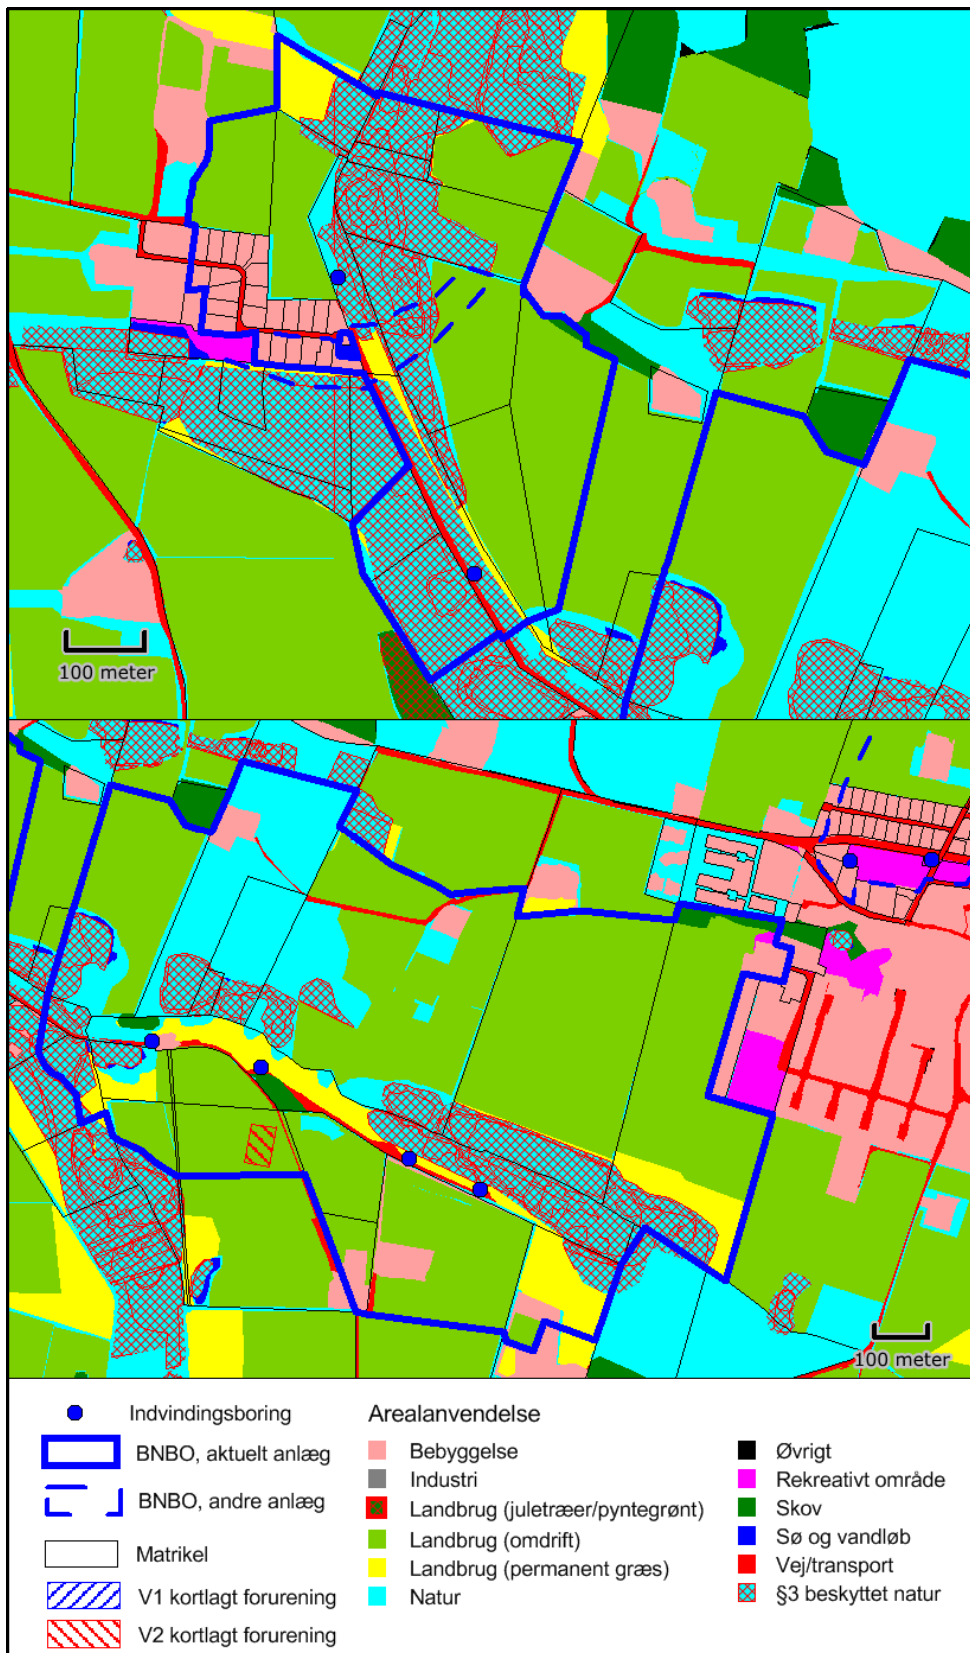 100 meter
100 meter
Indvindingsboring
BNBO, aktuelt anlæg
BNBO, andre anlæg
Matrikel
V1 kortlagt forurening
V2 kortlagt forurening
Arealanvendelse
Bebyggelse
Industri
Landbrug (juletræer/pyntegrønt)
Landbrug (omdrift)
Landbrug (permanent græs)
Natur
Øvrigt
Rekreativt område
Skov
Sø og vandløb
Vej/transport
§3 beskyttet natur